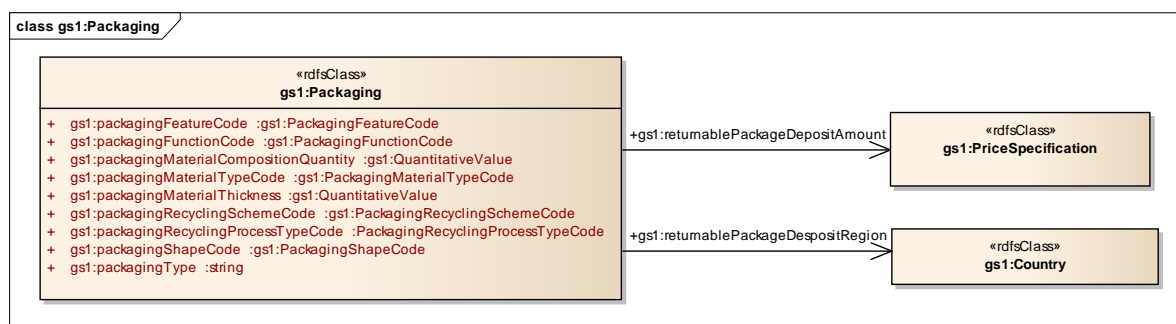 class gs1:Packaging
«rdfsClass»
gs1:Packaging
+ gs1:packagingFeatureCode :gs1:PackagingFeatureCode
+ gs1:packagingFunctionCode :gs1:PackagingFunctionCode
+ gs1:packagingMaterialCompositionQuantity :gs1:QuantitativeValue
+ gs1:packagingMaterialTypeCode :gs1:PackagingMaterialTypeCode
+ gs1:packagingMaterialThickness :gs1:QuantitativeValue
+ gs1:packagingRecyclingSchemeCode :gs1:PackagingRecyclingSchemeCode
+ gs1:packagingRecyclingProcessTypeCode :PackagingRecyclingProcessTypeCode
+ gs1:packagingShapeCode :gs1:PackagingShapeCode
+ gs1:packagingType :string
+gs1:returnablePackageDepositAmount
«rdfsClass»
gs1:PriceSpecification
+gs1:returnablePackageDespositRegion
«rdfsClass»
gs1:Country